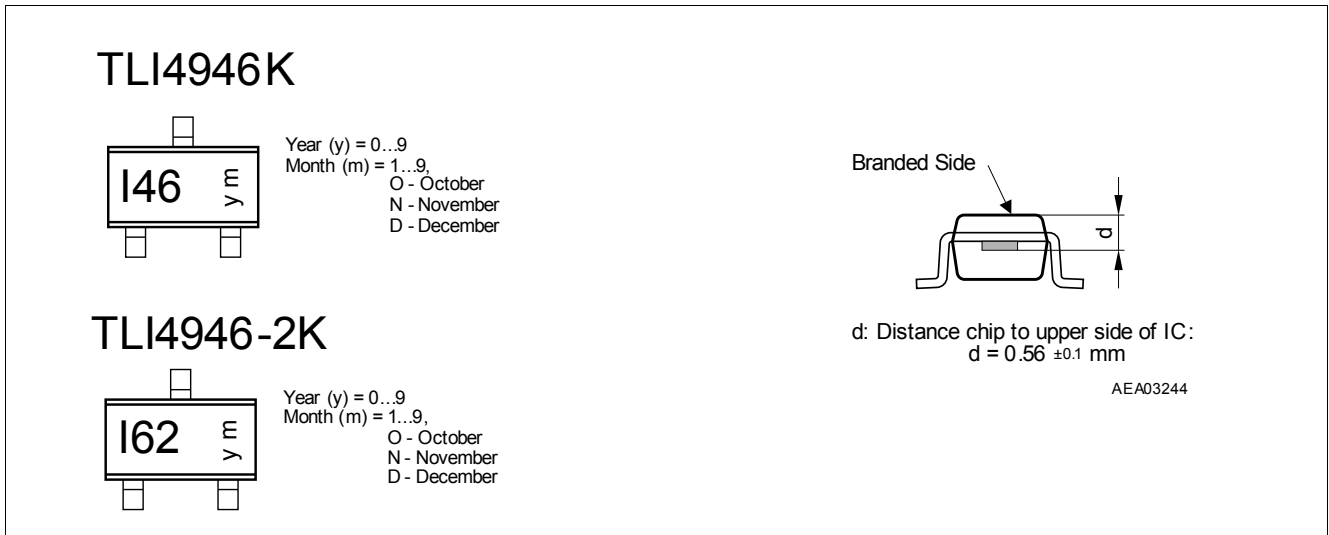 TLI4946K
I46
y m
Year (y) = 0...9
Month (m) = 1...9,
O - October
N - November
D - December
TLI4946-2K
I62
y m
Year (y) = 0...9
Month (m) = 1...9,
O - October
N - November
D - December
Branded Side
d
d: Distance chip to upper side of IC:
d = 0.56 ±0.1 mm
AEA03244